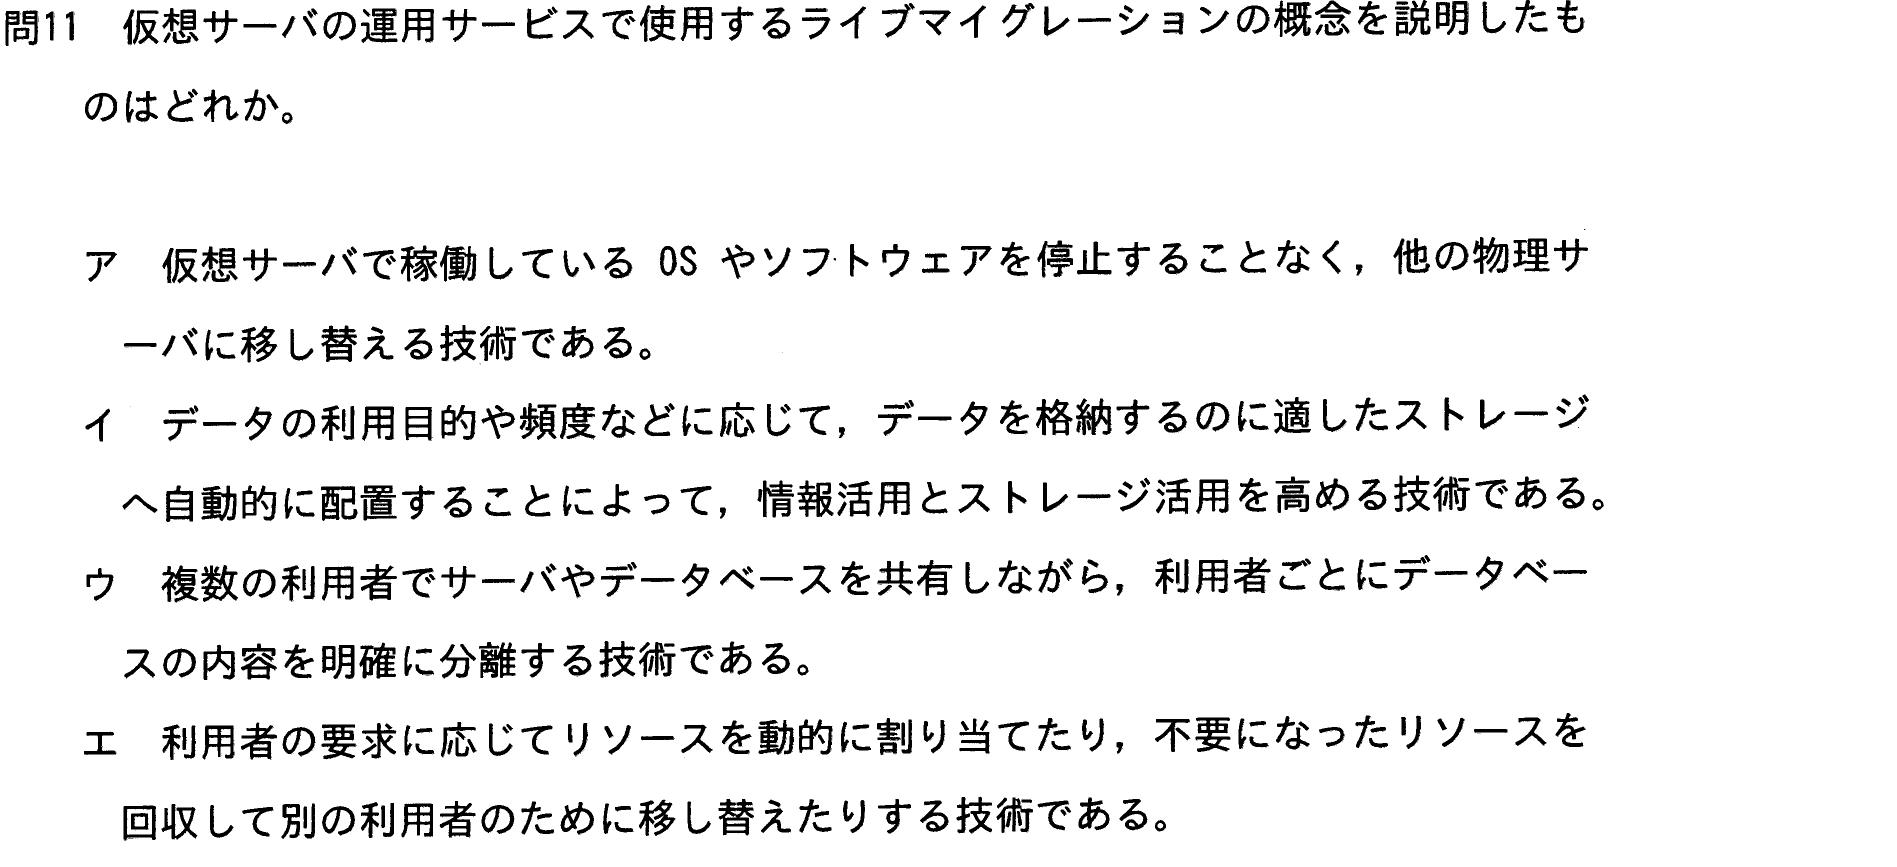 問11 仮想サーバの運用サービスで使用するライブマイグレーションの概念を説明したも
のはどれか。
ア 仮想サーバで稼働している OS やソフトウェアを停止することなく，他の物理サ
ーバに移し替える技術である。
イ データの利用目的や頻度などに応じて，データを格納するのに適したストレージ
へ自動的に配置することによって，情報活用とストレージ活用を高める技術である。
ウ 複数の利用者でサーバやデータベースを共有しながら，利用者ごとにデータベー
スの内容を明確に分離する技術である。
エ 利用者の要求に応じてリソースを動的に割り当てたり，不要になったリソースを
回収して別の利用者のために移し替えたりする技術である。